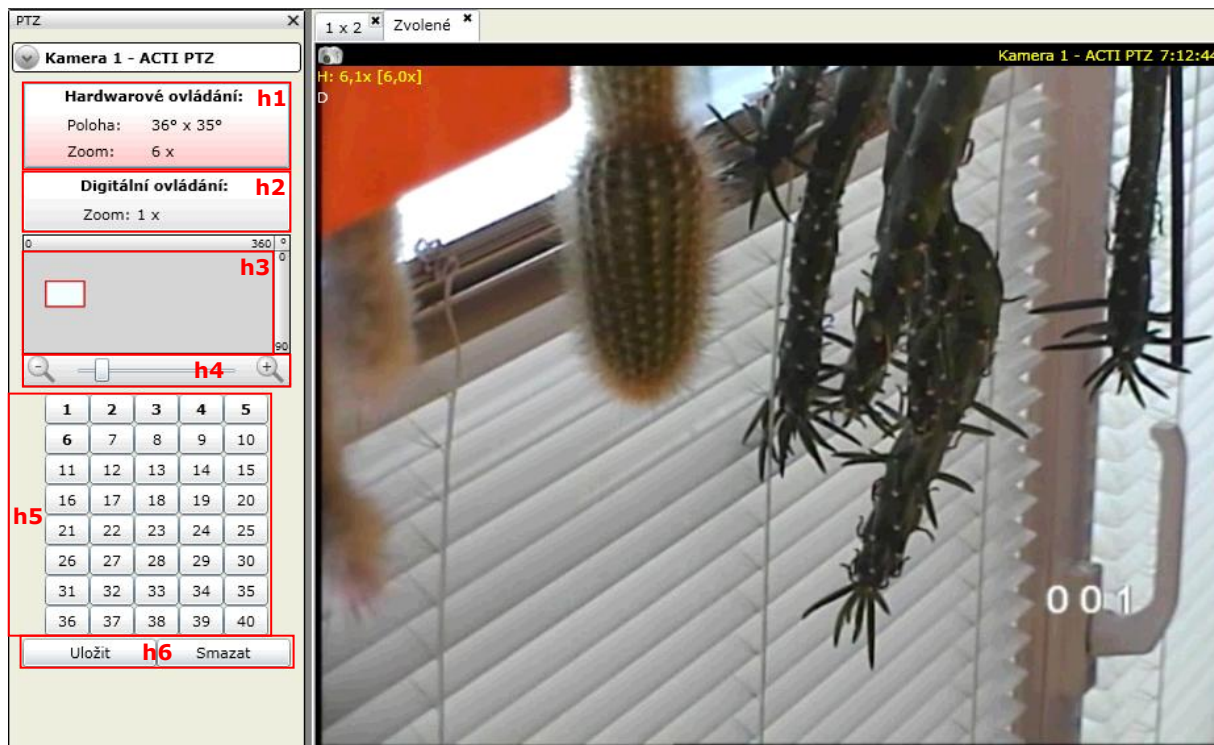 PTZ
Kamera 1 - ACTI PTZ
Hardwarové ovládání: h1
Poloha: 36° x 35°
Zoom: 6 x
Digitální ovládání: h2
Zoom: 1 x
0 360 °
0
h3
90
h4
1 2 3 4 5
6 7 8 9 10
11 12 13 14 15
16 17 18 19 20
h5
21 22 23 24 25
26 27 28 29 30
31 32 33 34 35
36 37 38 39 40
Uložit h6 Smazat
1 x 2 Zvolené
Kamera 1 - ACTI PTZ 7:12:44
H: 6,1x [6,0x]
D
001